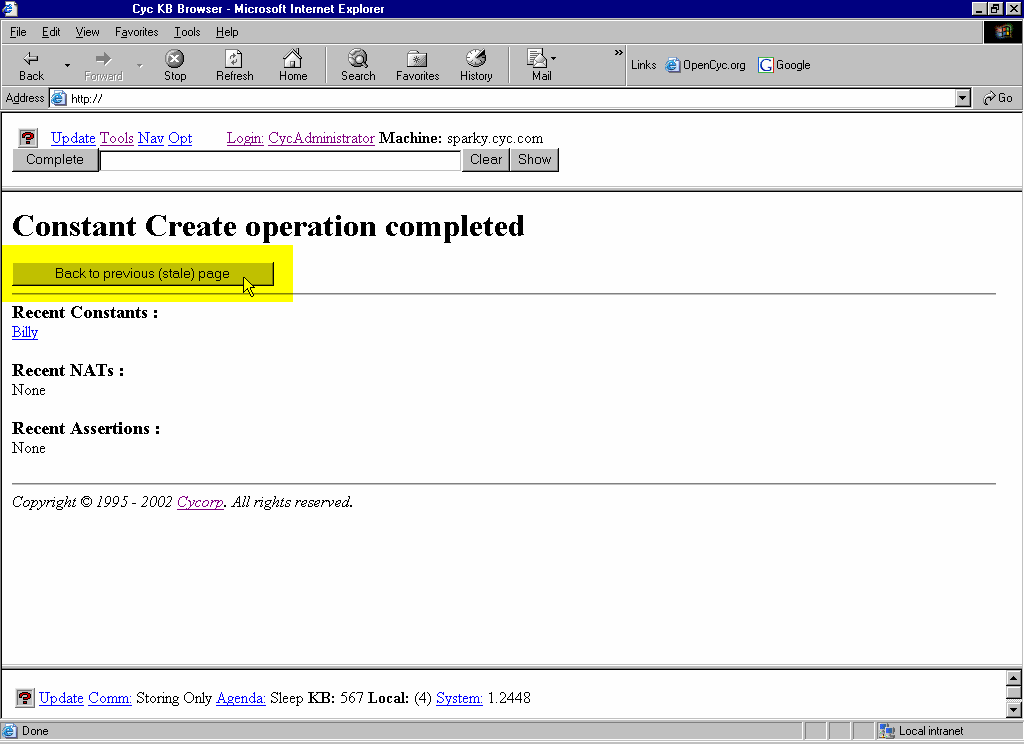 Cyc KB Browser - Microsoft Internet Explorer
File Edit View Favorites Tools Help
Back Forward Stop Refresh Home Search Favorites History Mail » Links OpenCyc.org Google
Address http:// Go
Update Tools Nav Opt Login: CycAdministrator Machine: sparky.cyc.com
Complete Clear Show
Constant Create operation completed
Back to previous (stale) page
Recent Constants :
Billy
Recent NATs :
None
Recent Assertions :
None
Copyright © 1995 - 2002 Cycorp. All rights reserved.
Update Comm: Storing Only Agenda: Sleep KB: 567 Local: (4) System: 1.2448
Done Local intranet